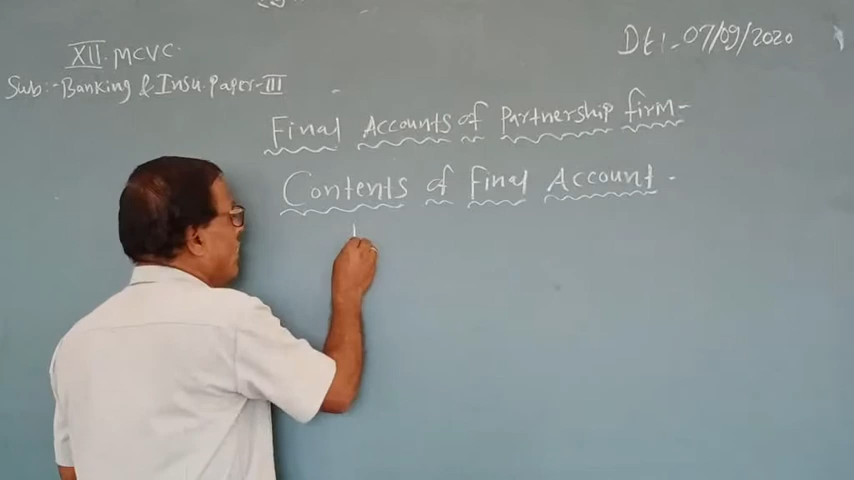 XII. MCVC.
Dt:- 07/09/2020
Sub:- Banking & Insu. Paper-III
Final Accounts of Partnership firm-
Contents of Final Account.